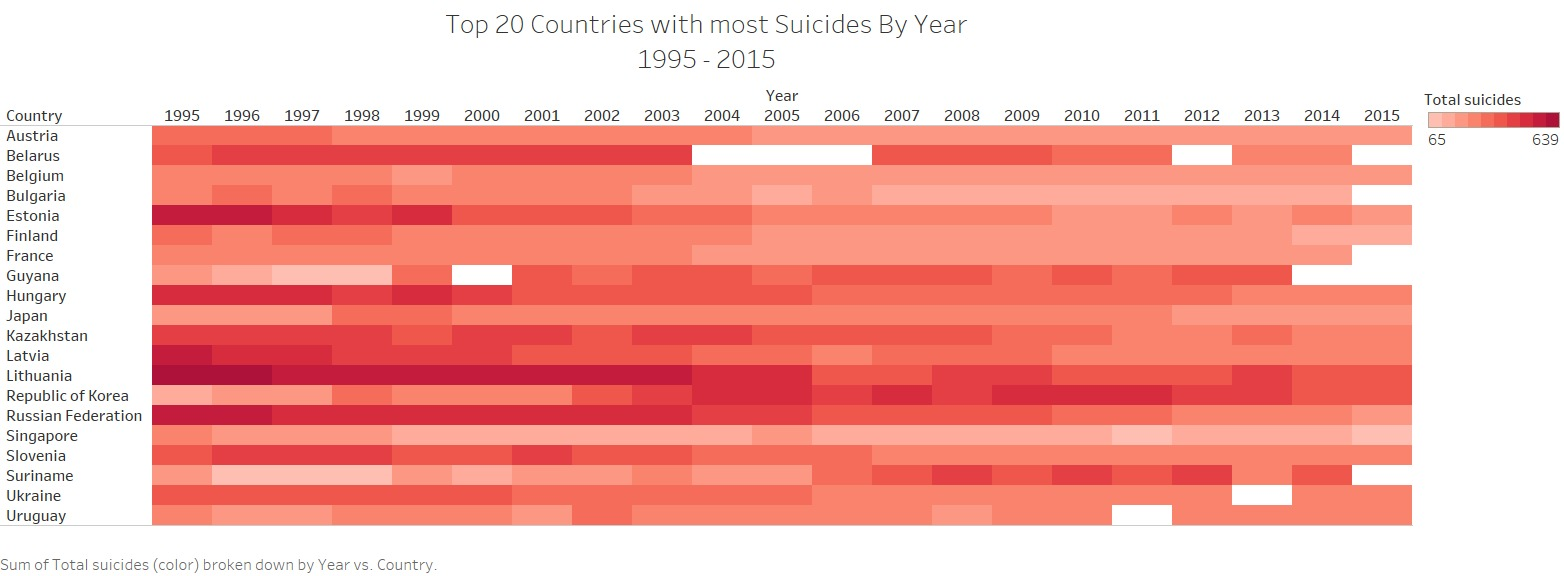 Top 20 Countries with most Suicides By Year
1995 - 2015
Year
Country 1995 1996 1997 1998 1999 2000 2001 2002 2003 2004 2005 2006 2007 2008 2009 2010 2011 2012 2013 2014 2015
Total suicides
65 639
Austria
Belarus
Belgium
Bulgaria
Estonia
Finland
France
Guyana
Hungary
Japan
Kazakhstan
Latvia
Lithuania
Republic of Korea
Russian Federation
Singapore
Slovenia
Suriname
Ukraine
Uruguay
Sum of Total suicides (color) broken down by Year vs. Country.